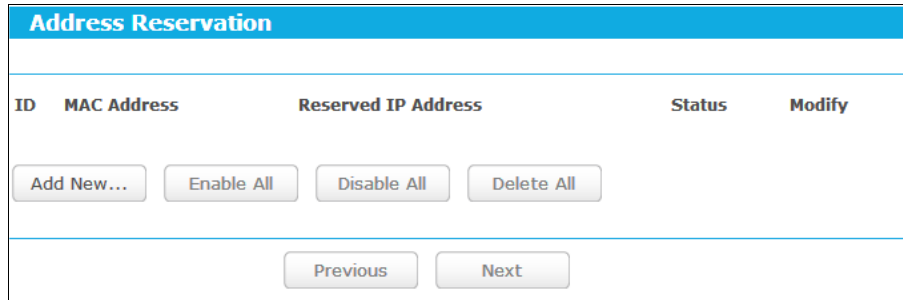 Address Reservation
ID MAC Address Reserved IP Address Status Modify
Add New... Enable All Disable All Delete All
Previous Next